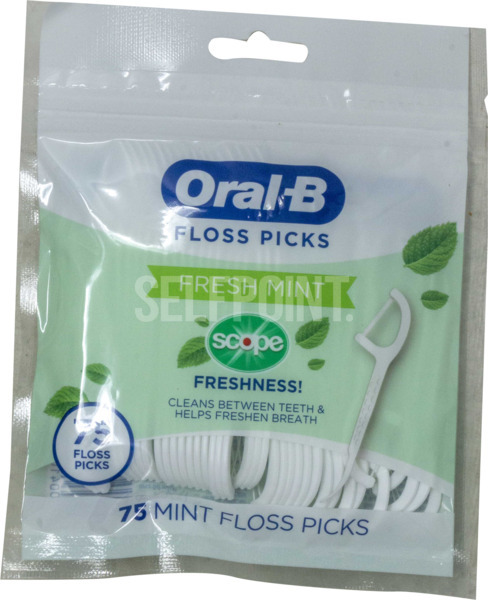 Oral-B
FLOSS PICKS
FRESH MINT
SELLPOINT.
scope
FRESHNESS!
CLEANS BETWEEN TEETH &
HELPS FRESHEN BREATH
75
FLOSS
PICKS
75 MINT FLOSS PICKS